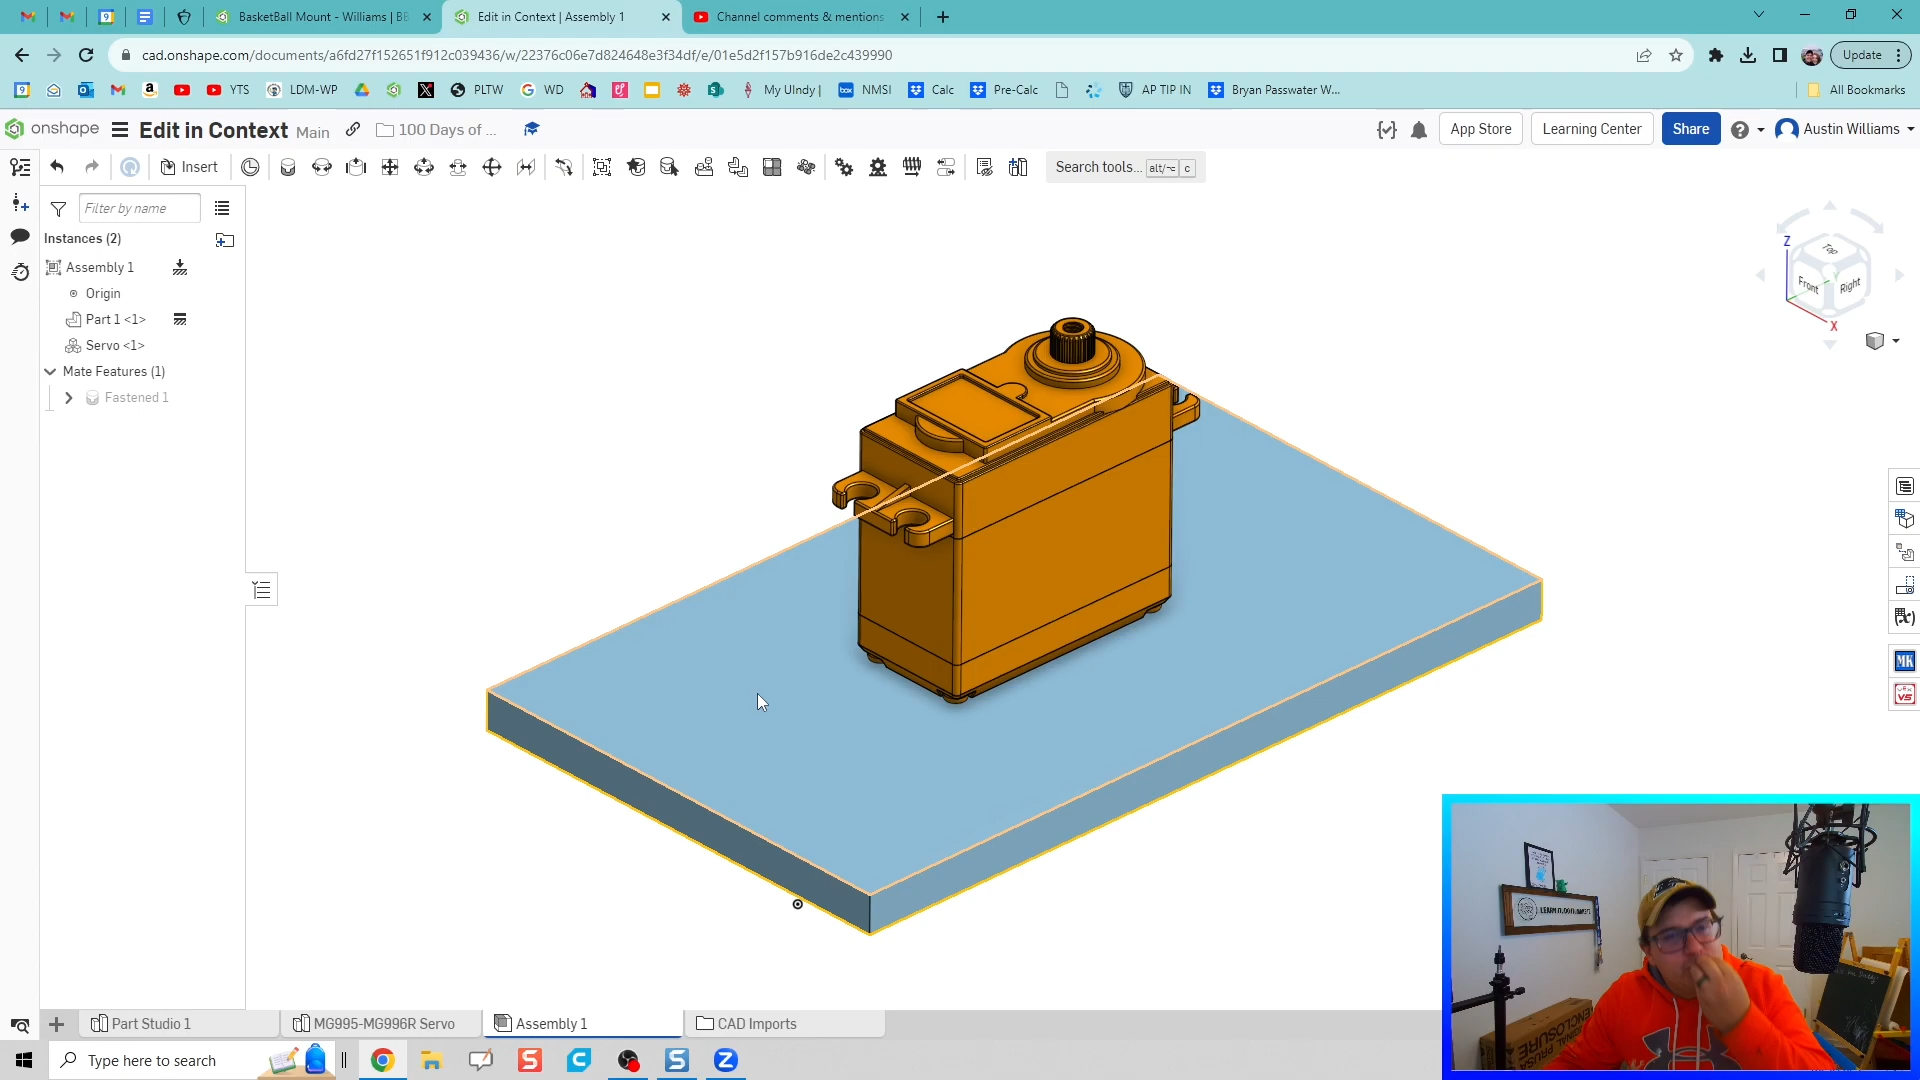 BasketBall Mount - Williams | BB
Edit in Context | Assembly 1
Channel comments & mentions
cad.onshape.com/documents/a6fd27f152651f912c039436/w/22376c06e7d824648e3f34df/e/01e5d2f157b916de2c439990
Update
YTS
LDM-WP
PLTW
WD
My UIndy |
NMSI
Calc
Pre-Calc
AP TIP IN
Bryan Passwater W...
All Bookmarks
onshape
Edit in Context
Main
100 Days of ...
App Store
Learning Center
Share
Austin Williams
Insert
Search tools... alt/⌥ c
Filter by name
Instances (2)
Assembly 1
Origin
Part 1 <1>
Servo <1>
Mate Features (1)
Fastened 1
Z
Top
Front
Right
Y
X
(x)
MK
VEX
V5
Part Studio 1
MG995-MG996R Servo
Assembly 1
CAD Imports
Type here to search